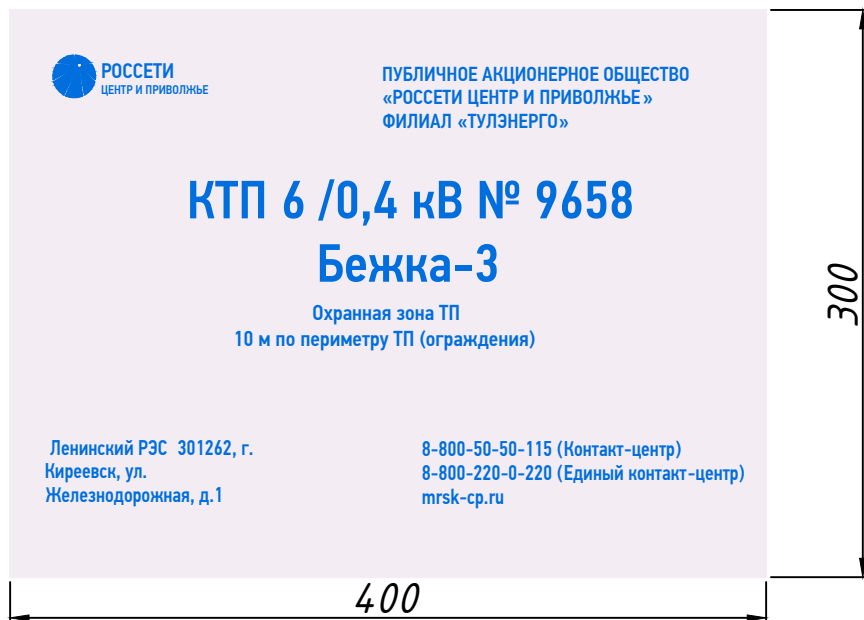 РОССЕТИ
ЦЕНТР И ПРИВОЛЖЬЕ
ПУБЛИЧНОЕ АКЦИОНЕРНОЕ ОБЩЕСТВО
«РОССЕТИ ЦЕНТР И ПРИВОЛЖЬЕ»
ФИЛИАЛ «ТУЛЭНЕРГО»
КТП 6 /0,4 кВ № 9658
Бежка-3
Охранная зона ТП
10 м по периметру ТП (ограждения)
Ленинский РЭС 301262, г.
Киреевск, ул.
Железнодорожная, д.1
8-800-50-50-115 (Контакт-центр)
8-800-220-0-220 (Единый контакт-центр)
mrsk-cp.ru
300
400